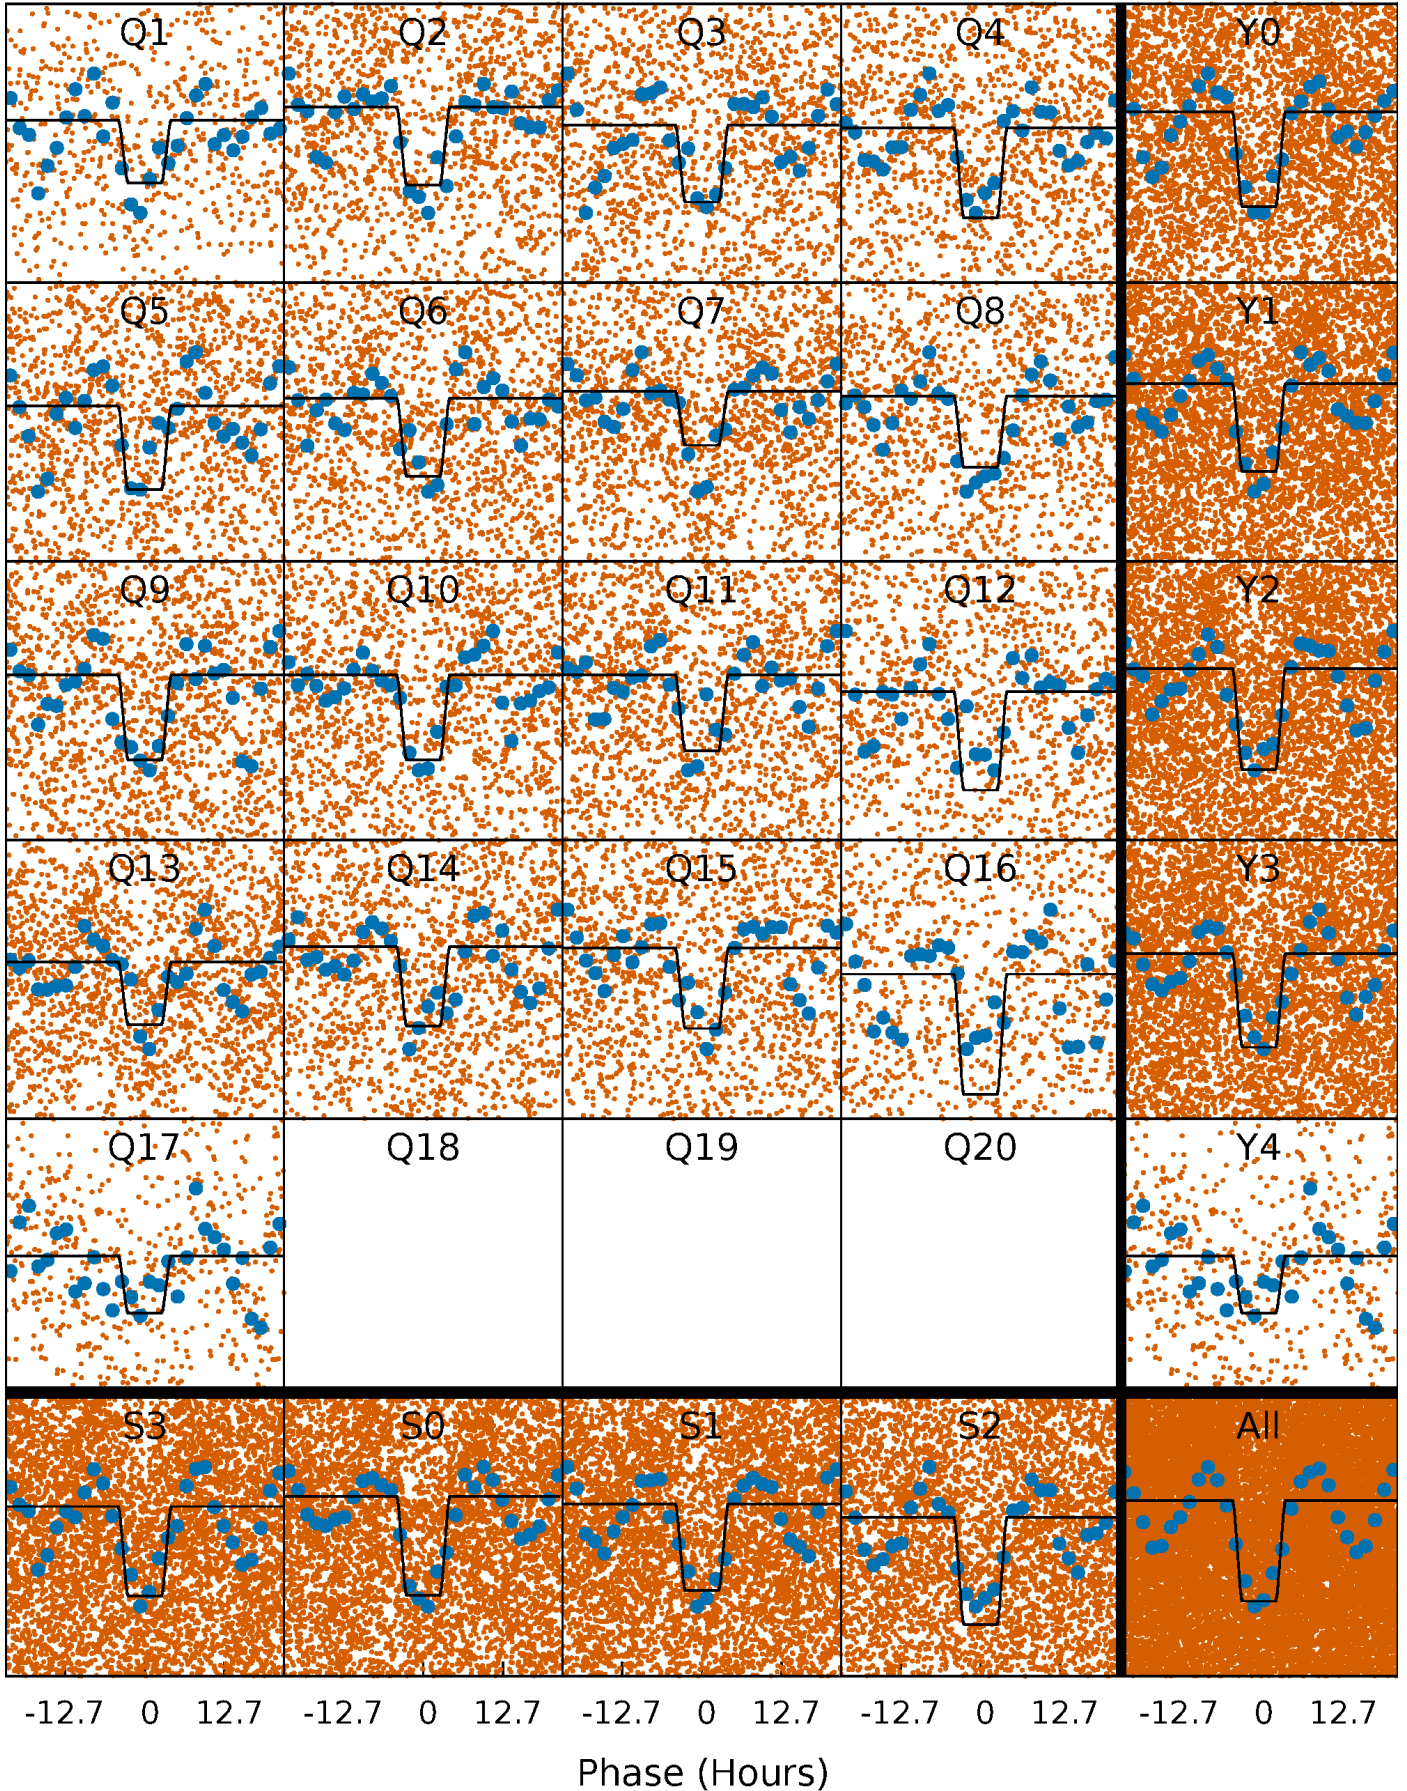 Q1 Q2 Q3 Q4 Y0
Q5 Q6 Q7 Q8 Y1
Q9 Q10 Q11 Q12 Y2
Q13 Q14 Q15 Q16 Y3
Q17 Q18 Q19 Q20 Y4
S3 S0 S1 S2 All
-12.7 0 12.7 -12.7 0 12.7 -12.7 0 12.7 -12.7 0 12.7 -12.7 0 12.7
Phase (Hours)